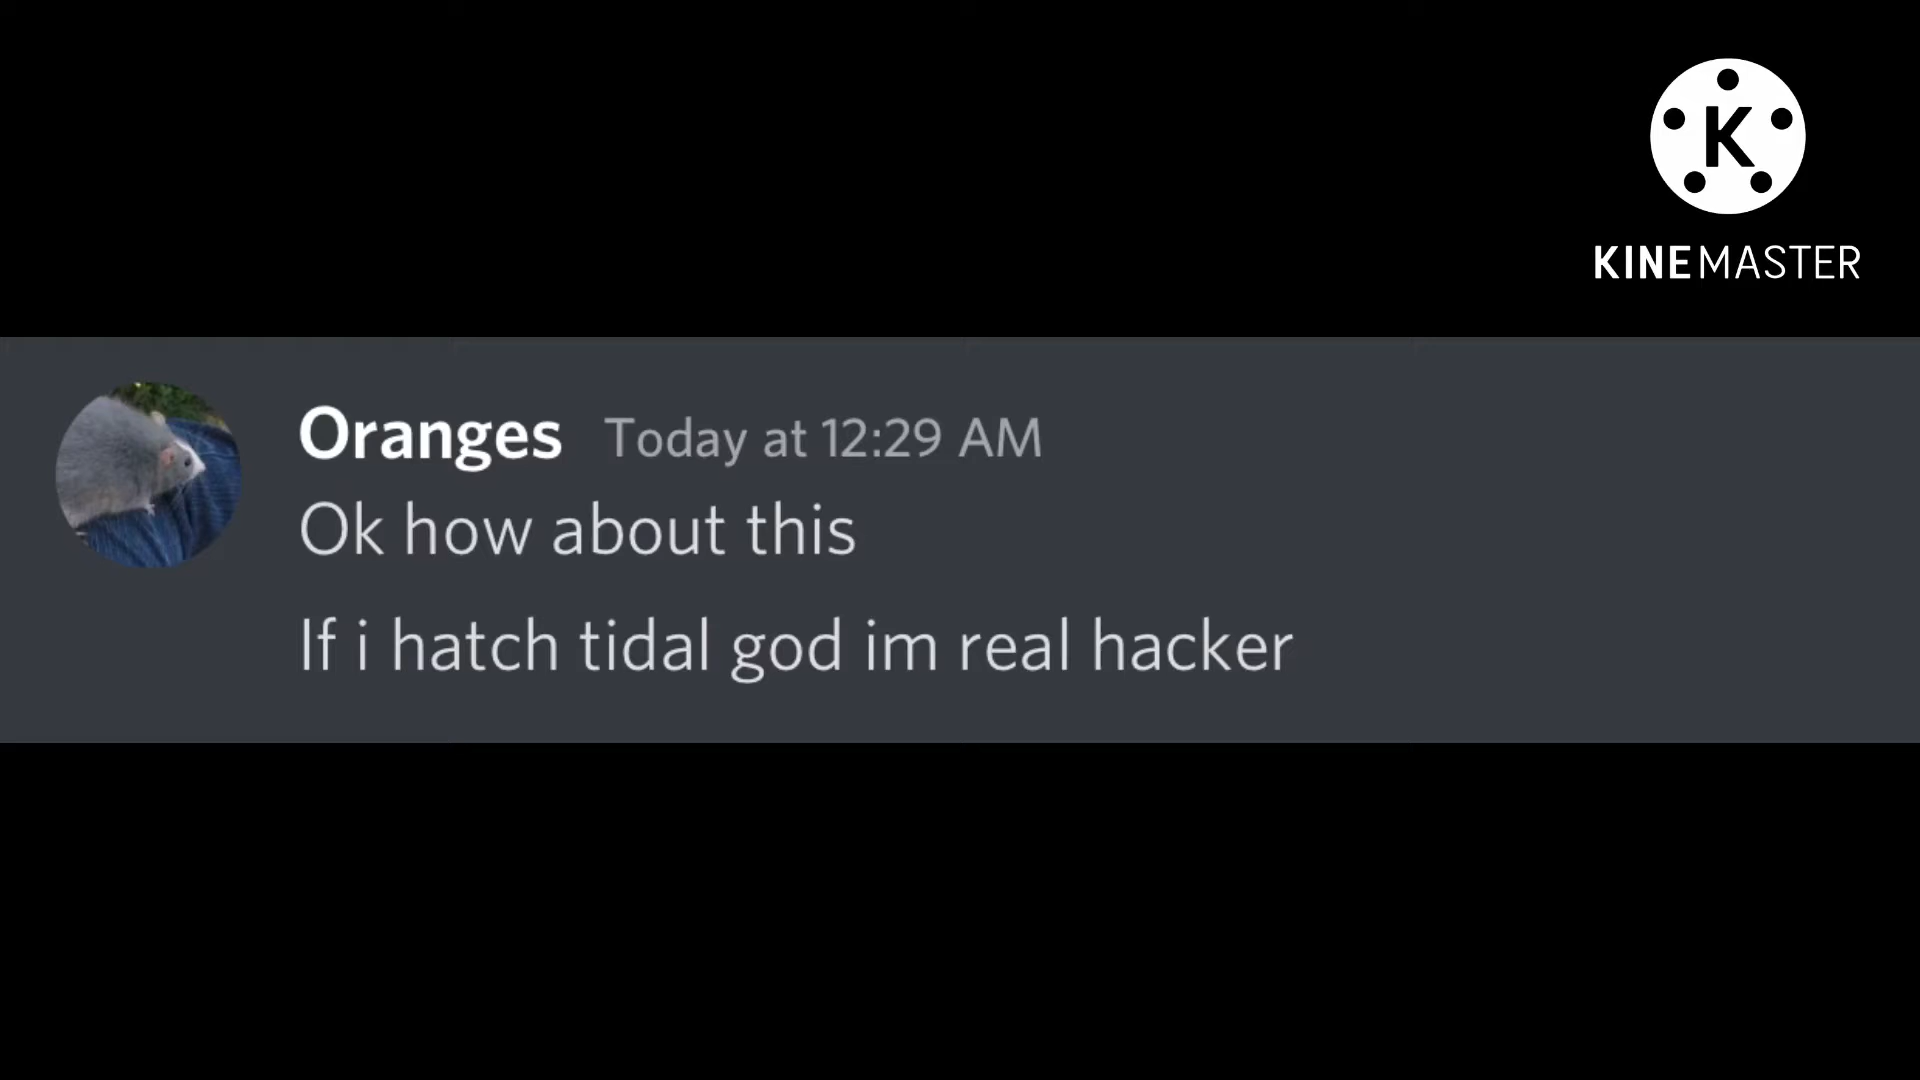 K
KINEMASTER
Oranges Today at 12:29 AM
Ok how about this
If i hatch tidal god im real hacker